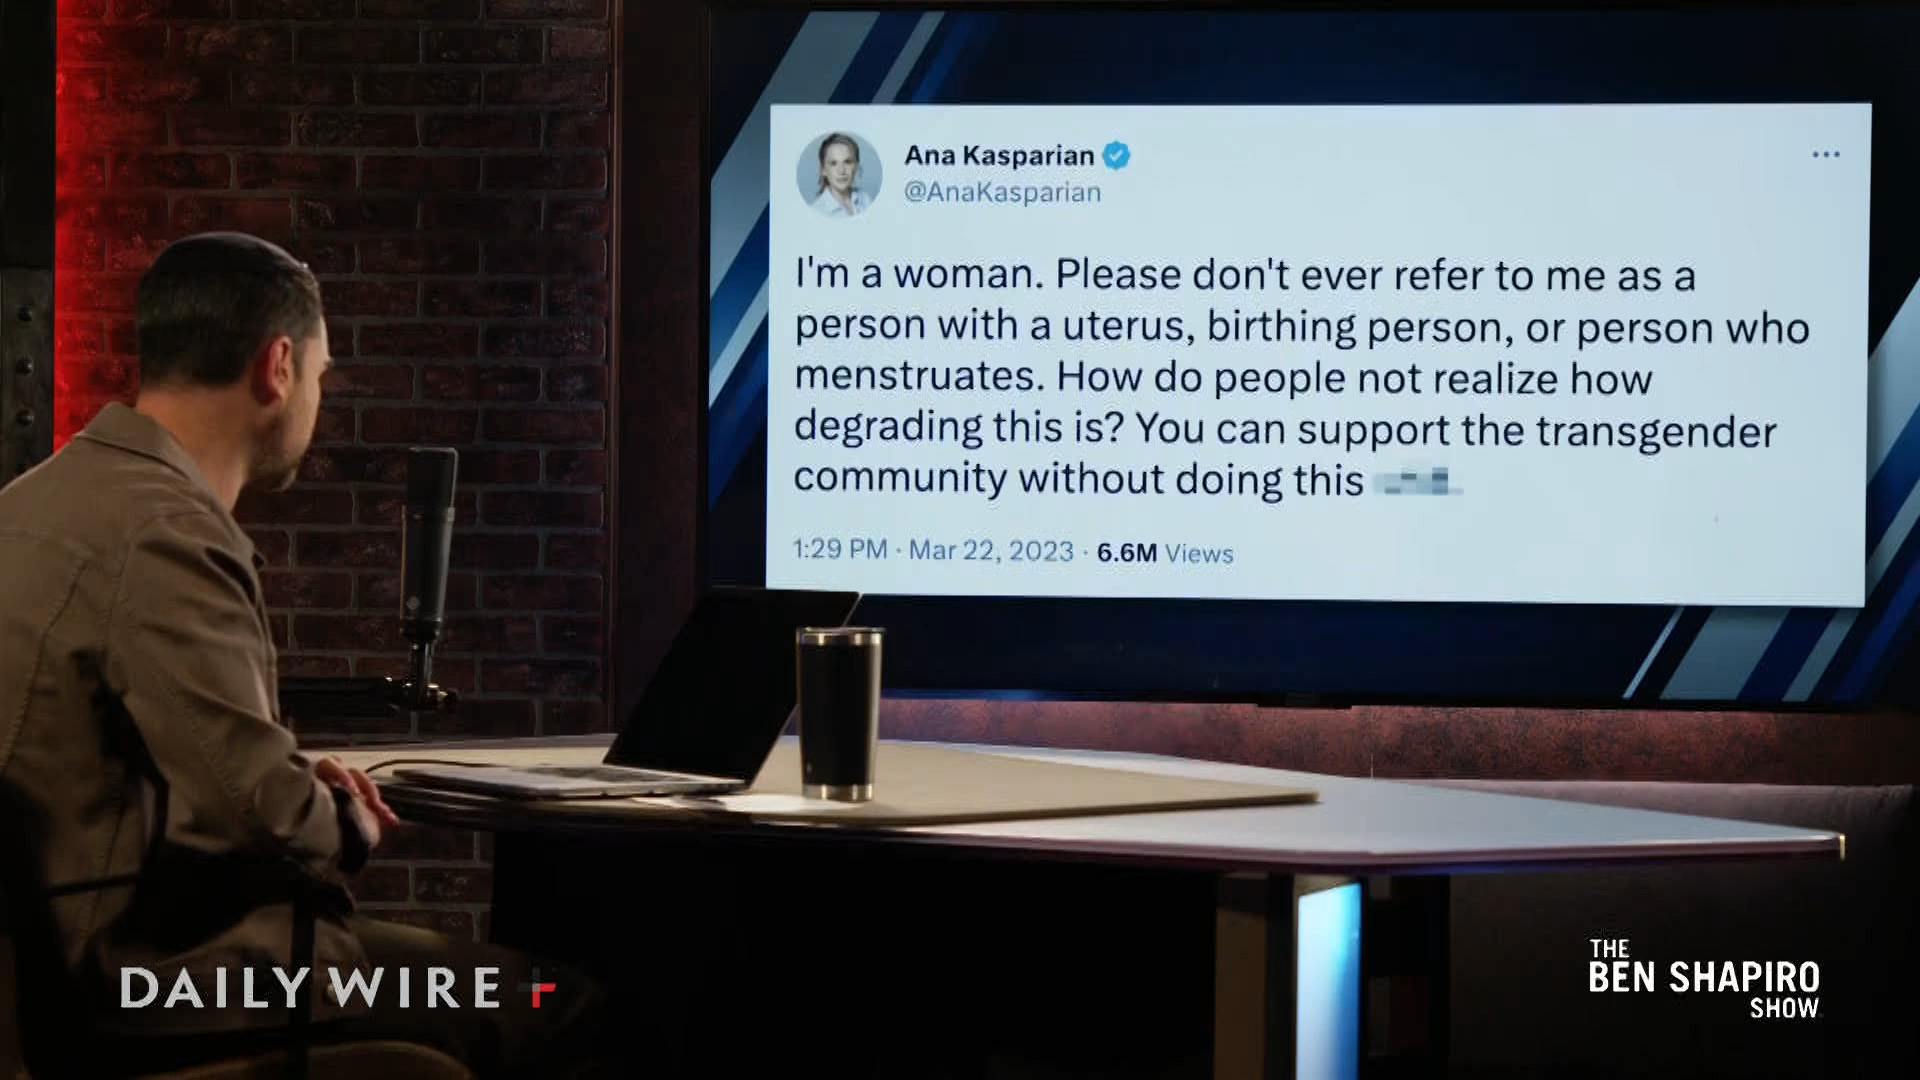 Ana Kasparian
@AnaKasparian
I'm a woman. Please don't ever refer to me as a
person with a uterus, birthing person, or person who
menstruates. How do people not realize how
degrading this is? You can support the transgender
community without doing this
1:29 PM · Mar 22, 2023 · 6.6M Views
DAILY WIRE +
THE
BEN SHAPIRO
SHOW